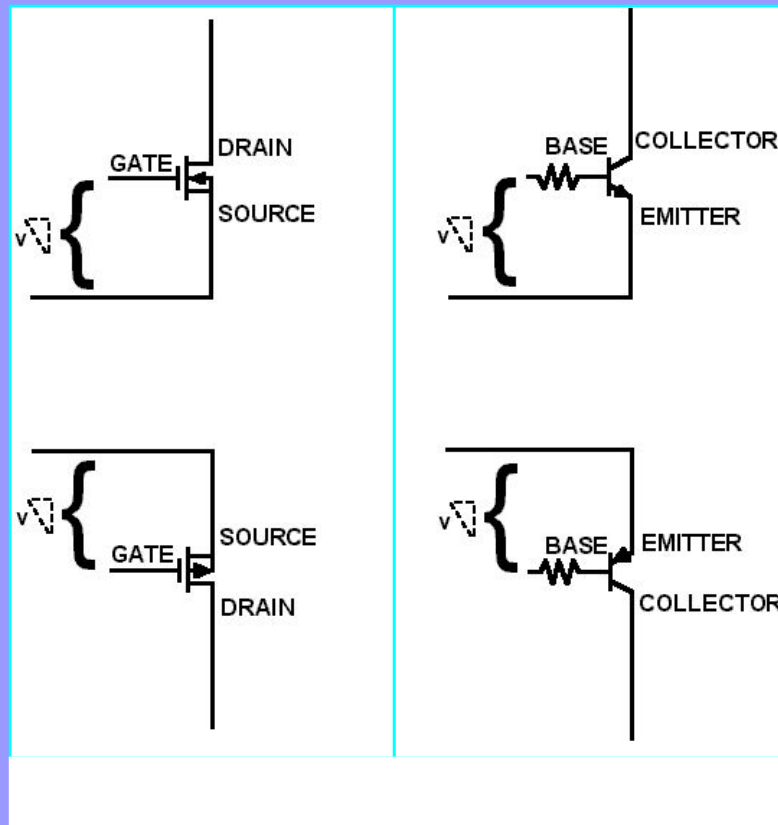 DRAIN
GATE
SOURCE
v
BASE
COLLECTOR
EMITTER
v
SOURCE
GATE
DRAIN
v
EMITTER
BASE
COLLECTOR
v